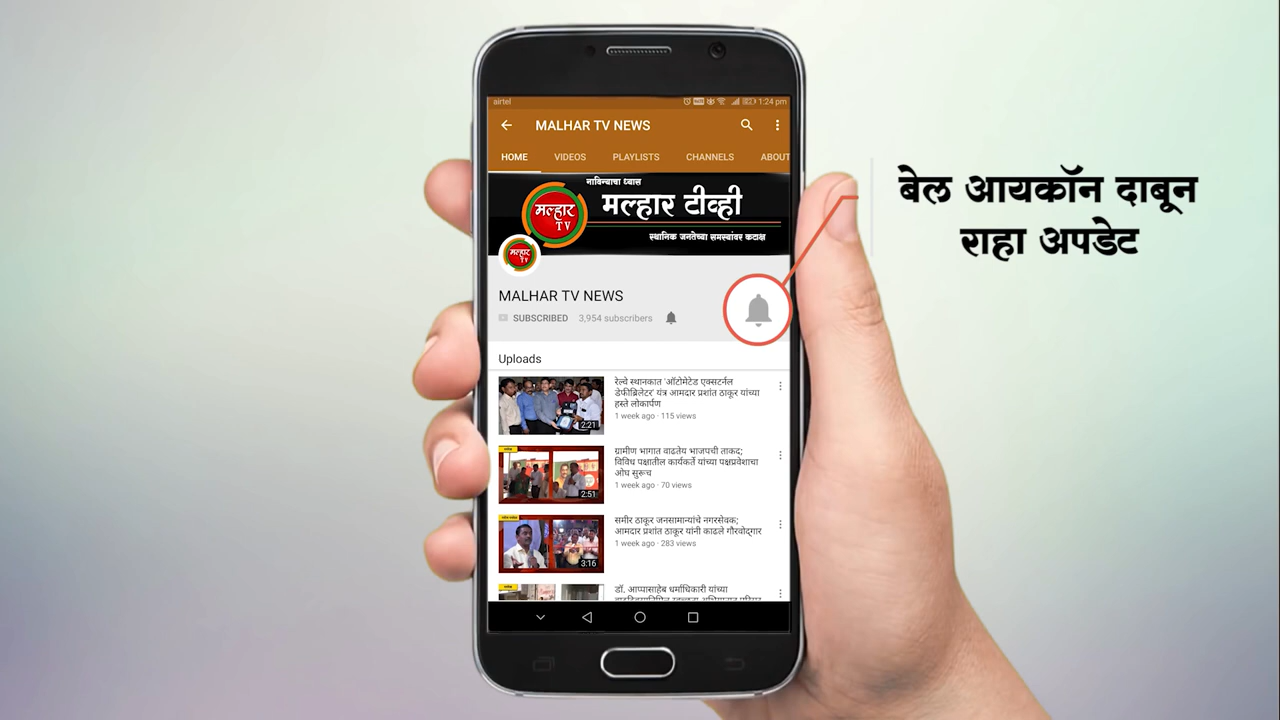 airtel
1:24 pm
MALHAR TV NEWS
HOME VIDEOS PLAYLISTS CHANNELS ABOUT
नाविन्याचा ध्यास
मल्हार TV
मल्हार टीव्ही
स्थानिक जनतेच्या समस्यांवर कटाक्ष
मल्हार TV
MALHAR TV NEWS
SUBSCRIBED 3,954 subscribers
बेल आयकॉन दाबून
राहा अपडेट
Uploads
रेल्वे स्थानकात 'ऑटोमेटेड एक्सटर्नल
डेफीब्रिलेटर' यंत्र आमदार प्रशांत ठाकूर यांच्या
हस्ते लोकार्पण
1 week ago · 115 views
2:21
ग्रामीण भागात वाढतेय भाजपची ताकद;
विविध पक्षातील कार्यकर्ते यांच्या पक्षप्रवेशाचा
ओघ सुरूच
1 week ago · 70 views
2:51
समीर ठाकूर जनसामान्यांचे नगरसेवक;
आमदार प्रशांत ठाकूर यांनी काढले गौरवोद्गार
1 week ago · 283 views
3:16
डॉ. आप्पासाहेब धर्माधिकारी यांच्या